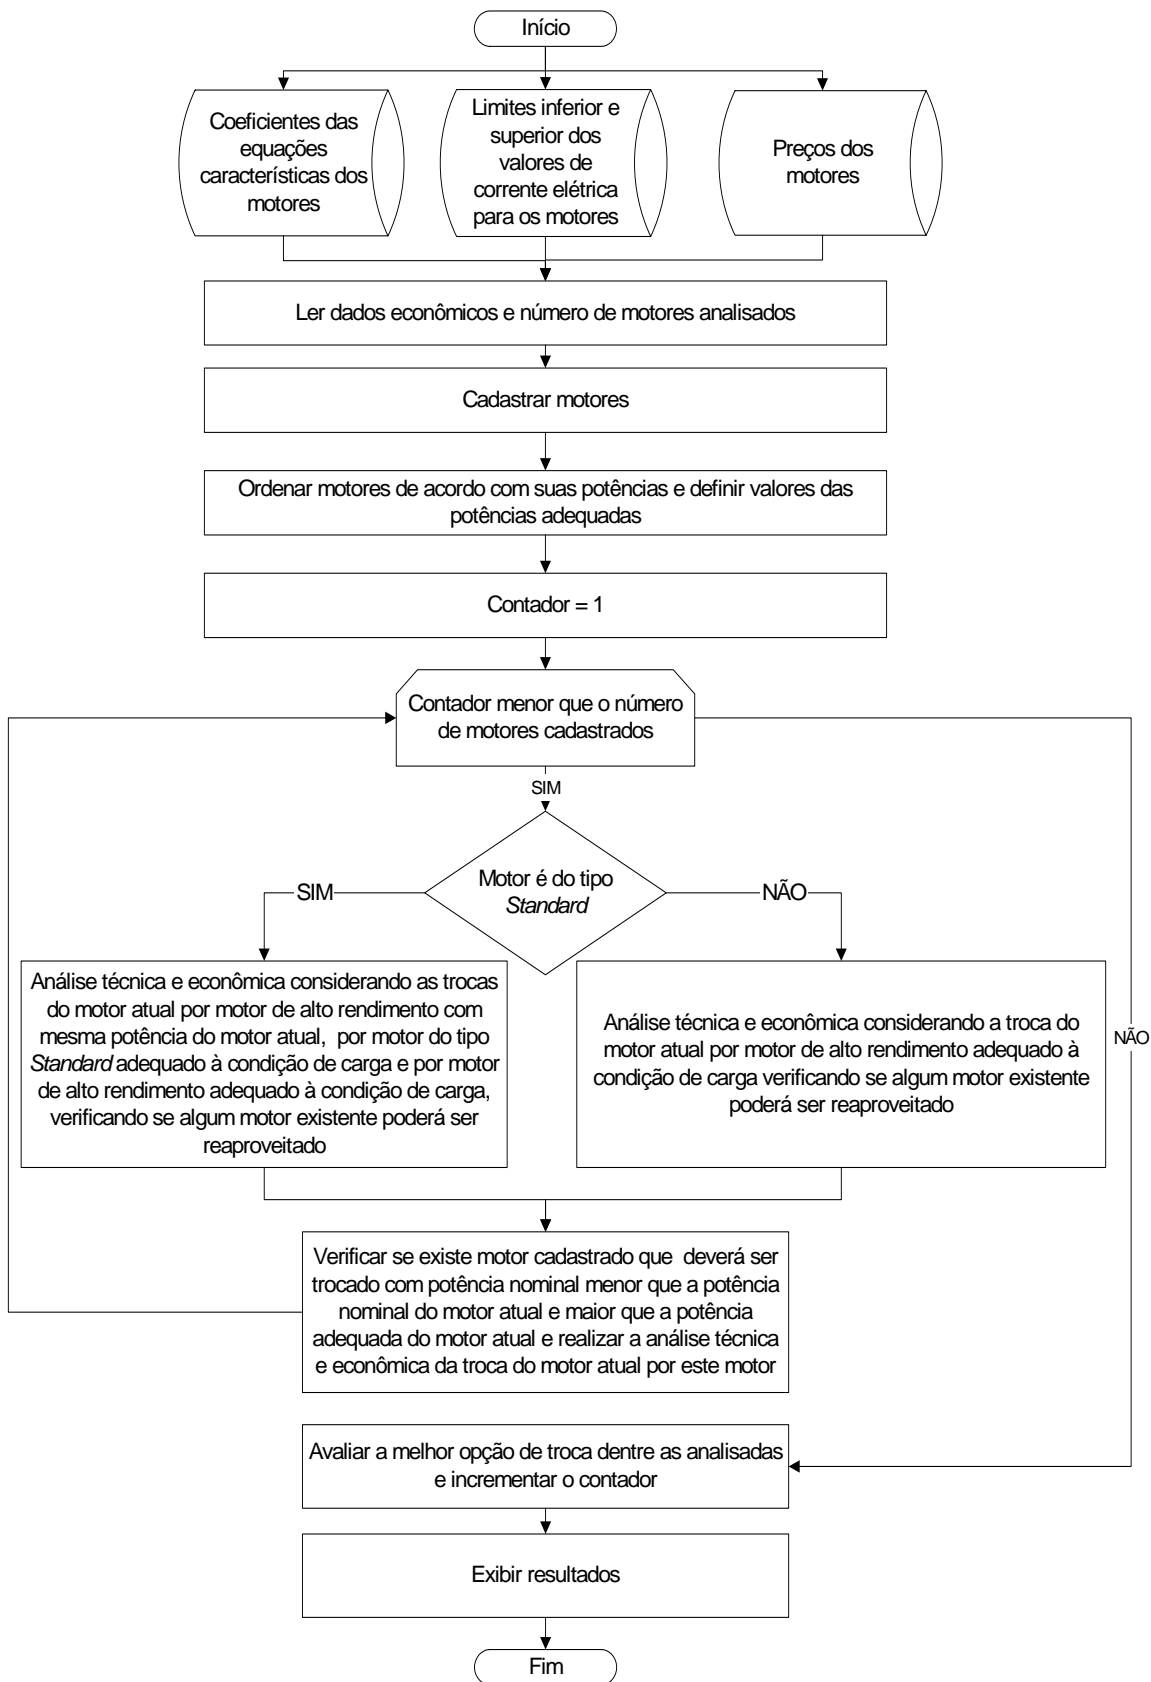 Início
Coeficientes das
equações
características dos
motores
Limites inferior e
superior dos
valores de
corrente elétrica
para os motores
Preços dos
motores
Ler dados econômicos e número de motores analisados
Cadastrar motores
Ordenar motores de acordo com suas potências e definir valores das
potências adequadas
Contador = 1
Contador menor que o número
de motores cadastrados
SIM
Motor é do tipo
Standard
SIM
NÃO
Análise técnica e econômica considerando as trocas
do motor atual por motor de alto rendimento com
mesma potência do motor atual, por motor do tipo
Standard adequado à condição de carga e por motor
de alto rendimento adequado à condição de carga,
verificando se algum motor existente poderá ser
reaproveitado
Análise técnica e econômica considerando a troca do
motor atual por motor de alto rendimento adequado à
condição de carga verificando se algum motor existente
poderá ser reaproveitado
NÃO
Verificar se existe motor cadastrado que deverá ser
trocado com potência nominal menor que a potência
nominal do motor atual e maior que a potência
adequada do motor atual e realizar a análise técnica
e econômica da troca do motor atual por este motor
Avaliar a melhor opção de troca dentre as analisadas
e incrementar o contador
Exibir resultados
Fim